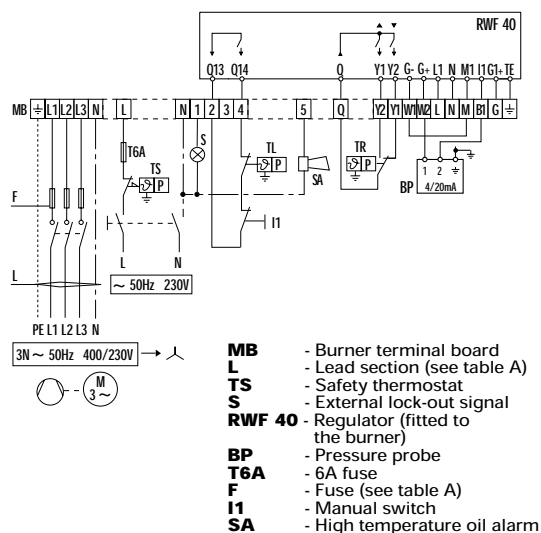 RWF 40
Q13 Q14 Q Y1 Y2 G- G+ L1 N M1 I1 G1+ TE
MB L1 L2 L3 N L N 1 2 3 4 5 Q Y2 Y1 W1 W2 L N M B1 G
T6A S TL TR
TS ϑ P ϑ P SA ϑ P 1 2
F BP 4/20mA
I1
L N
L ~ 50Hz 230V
PE L1 L2 L3 N
3N ~ 50Hz 400/230V
M
3 ~
MB - Burner terminal board
L - Lead section (see table A)
TS - Safety thermostat
S - External lock-out signal
RWF 40 - Regulator (fitted to
the burner)
BP - Pressure probe
T6A - 6A fuse
F - Fuse (see table A)
I1 - Manual switch
SA - High temperature oil alarm